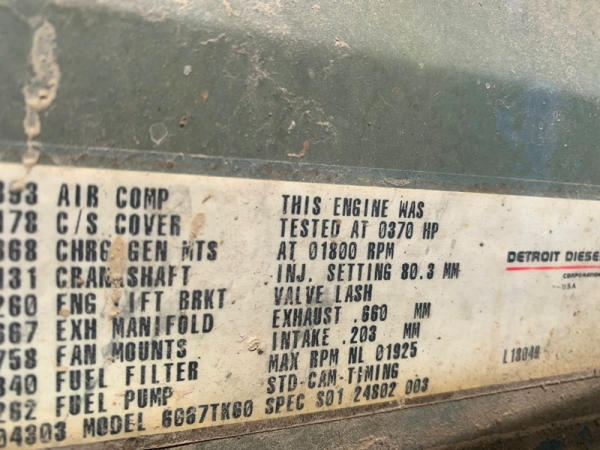 393 AIR COMP
178 C/S COVER
868 CHRG GEN MTS
131 CRANKSHAFT
260 ENG LIFT BRKT
667 EXH MANIFOLD
758 FAN MOUNTS
340 FUEL FILTER
262 FUEL PUMP
04303 MODEL 6067TK60 SPEC S01 24S02 003
THIS ENGINE WAS
TESTED AT 0370 HP
AT 01800 RPM
INJ. SETTING 80.3 MM
VALVE LASH
EXHAUST .660 MM
INTAKE .203 MM
MAX RPM NL 01925
STD-CAM-TIMING
DETROIT DIESE
CORPORATION
USA
L18049